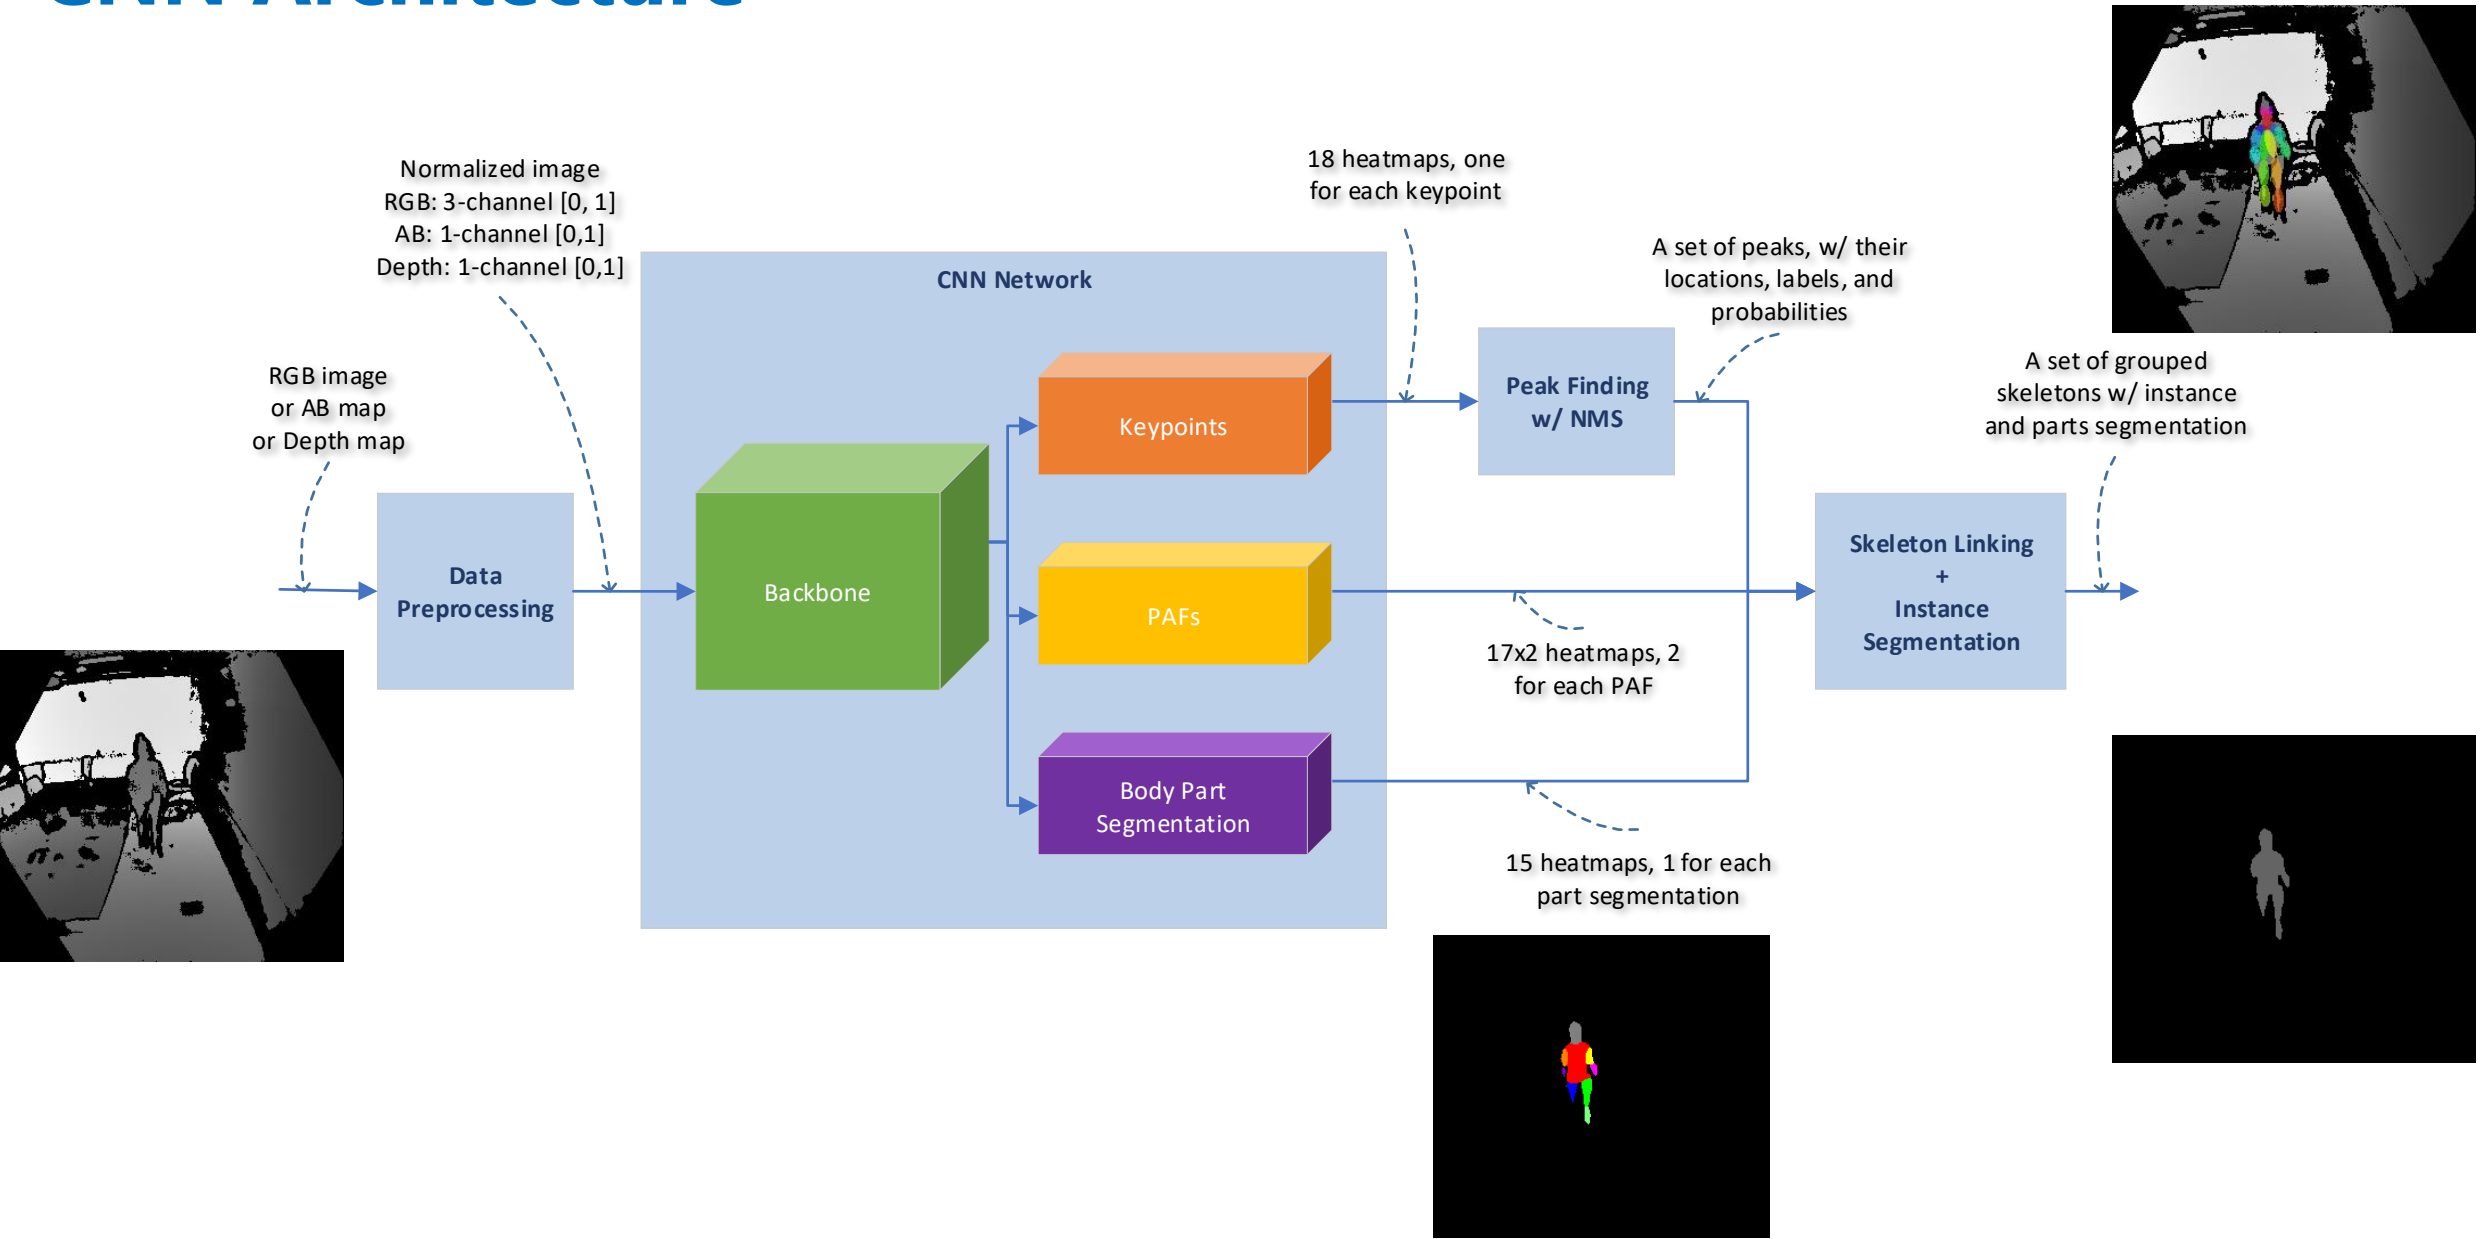 CNN Architecture
Normalized image
RGB: 3-channel [0, 1]
AB: 1-channel [0,1]
Depth: 1-channel [0,1]
RGB image
or AB map
or Depth map
Data
Preprocessing
CNN Network
Backbone
Keypoints
PAFs
Body Part
Segmentation
18 heatmaps, one
for each keypoint
Peak Finding
w/ NMS
A set of peaks, w/ their
locations, labels, and
probabilities
17x2 heatmaps, 2
for each PAF
15 heatmaps, 1 for each
part segmentation
Skeleton Linking
+
Instance
Segmentation
A set of grouped
skeletons w/ instance
and parts segmentation